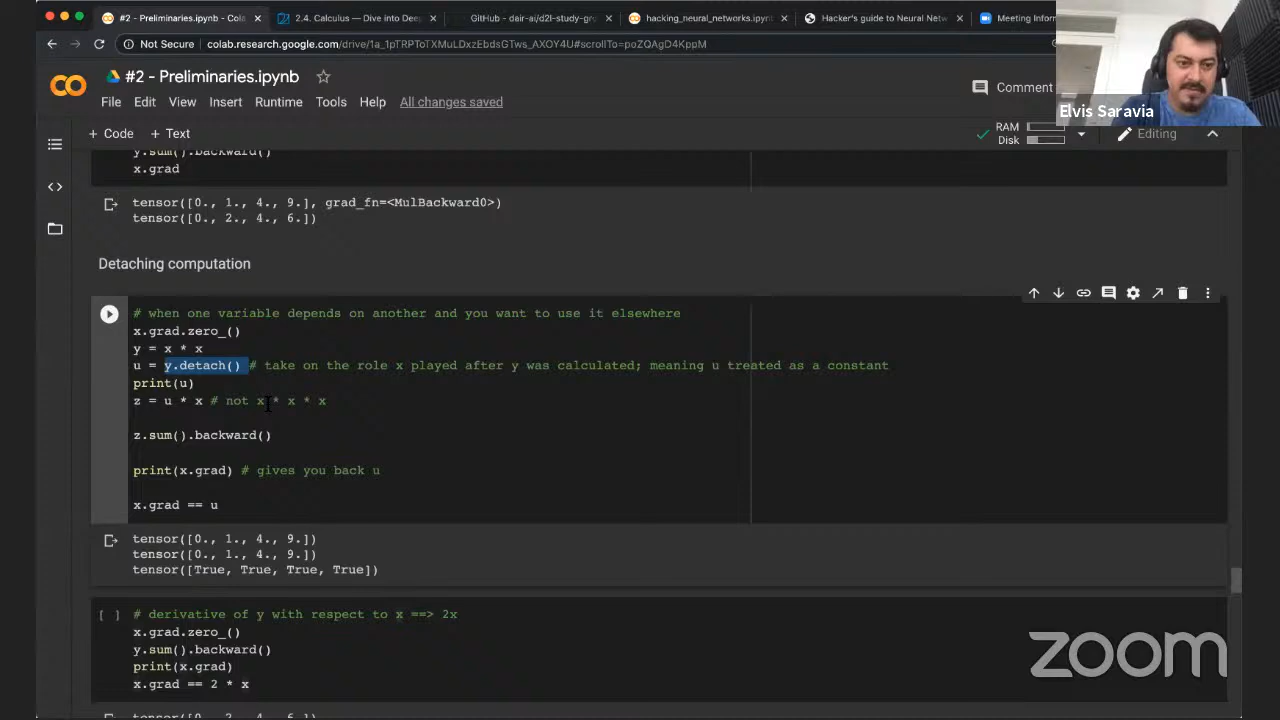 #2 - Preliminaries.ipynb - Cola
2.4. Calculus — Dive into Deep
GitHub - dair-ai/d2l-study-gro
hacking_neural_networks.ipynb
Hacker's guide to Neural Netw
Meeting Inform
Not Secure
colab.research.google.com/drive/1a_1pTRPToTXMuLDxzEbdsGTws_AXOY4U#scrollTo=poZQAgD4KppM
#2 - Preliminaries.ipynb
File Edit View Insert Runtime Tools Help All changes saved
Comment
Elvis Saravia
+ Code + Text
RAM
Disk
Editing
y.sum().backward()
x.grad
tensor([0., 1., 4., 9.], grad_fn=<MulBackward0>)
tensor([0., 2., 4., 6.])
Detaching computation
# when one variable depends on another and you want to use it elsewhere
x.grad.zero_()
y = x * x
u = y.detach() # take on the role x played after y was calculated; meaning u treated as a constant
print(u)
z = u * x # not x * x * x
z.sum().backward()
print(x.grad) # gives you back u
x.grad == u
tensor([0., 1., 4., 9.])
tensor([0., 1., 4., 9.])
tensor([True, True, True, True])
[ ] # derivative of y with respect to x ==> 2x
x.grad.zero_()
y.sum().backward()
print(x.grad)
x.grad == 2 * x
tensor([0., 2., 4., 6.])
zoom